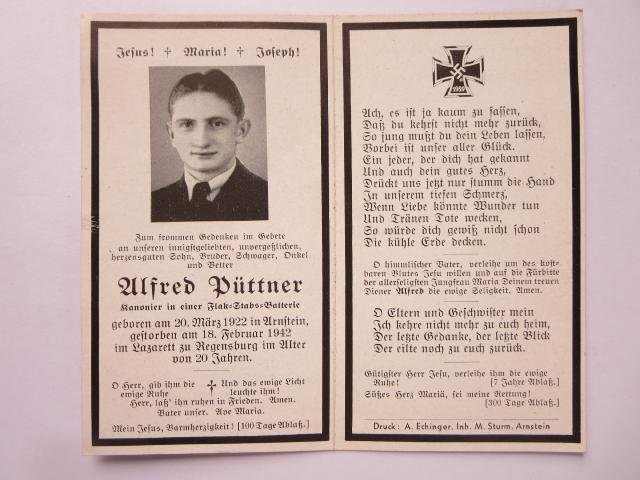 Jesus! ✝ Maria! ✝ Joseph!
Zum frommen Gedenken im Gebete
an unseren innigstgeliebten, unvergeßlichen,
herzensguten Sohn, Bruder, Schwager, Onkel
und Vetter
Alfred Püttner
Kanonier in einer Flak=Stabs=Batterie
geboren am 20. März 1922 in Arnstein,
gestorben am 18. Februar 1942
im Lazarett zu Regensburg im Alter
von 20 Jahren.
O Herr, gib ihm die ewige Ruhe ✝ Und das ewige Licht leuchte ihm!
Herr, laß' ihn ruhen in Frieden. Amen.
Vater unser. Ave Maria.
Mein Jesus, Barmherzigkeit! [100 Tage Ablaß.]
1939
Ach, es ist ja kaum zu fassen,
Daß du kehrst nicht mehr zurück,
So jung mußt du dein Leben lassen,
Vorbei ist unser aller Glück.
Ein jeder, der dich hat gekannt
Und auch dein gutes Herz,
Drückt uns jetzt nur stumm die Hand
In unserem tiefen Schmerz,
Wenn Liebe könnte Wunder tun
Und Tränen Tote wecken,
So würde dich gewiß nicht schon
Die kühle Erde decken.
O himmlischer Vater, verleihe um des kost=
baren Blutes Jesu willen und auf die Fürbitte
der allerseligsten Jungfrau Maria Deinem treuen
Diener Alfred die ewige Seligkeit. Amen.
O Eltern und Geschwister mein
Ich kehre nicht mehr zu euch heim,
Der letzte Gedanke, der letzte Blick
Der eilte noch zu euch zurück.
Gütigster Herr Jesu, verleihe ihm die ewige
Ruhe! [7 Jahre Ablaß.]
Süßes Herz Mariä, sei meine Rettung!
[300 Tage Ablaß.]
Druck: A. Echinger, Inh. M. Sturm, Arnstein